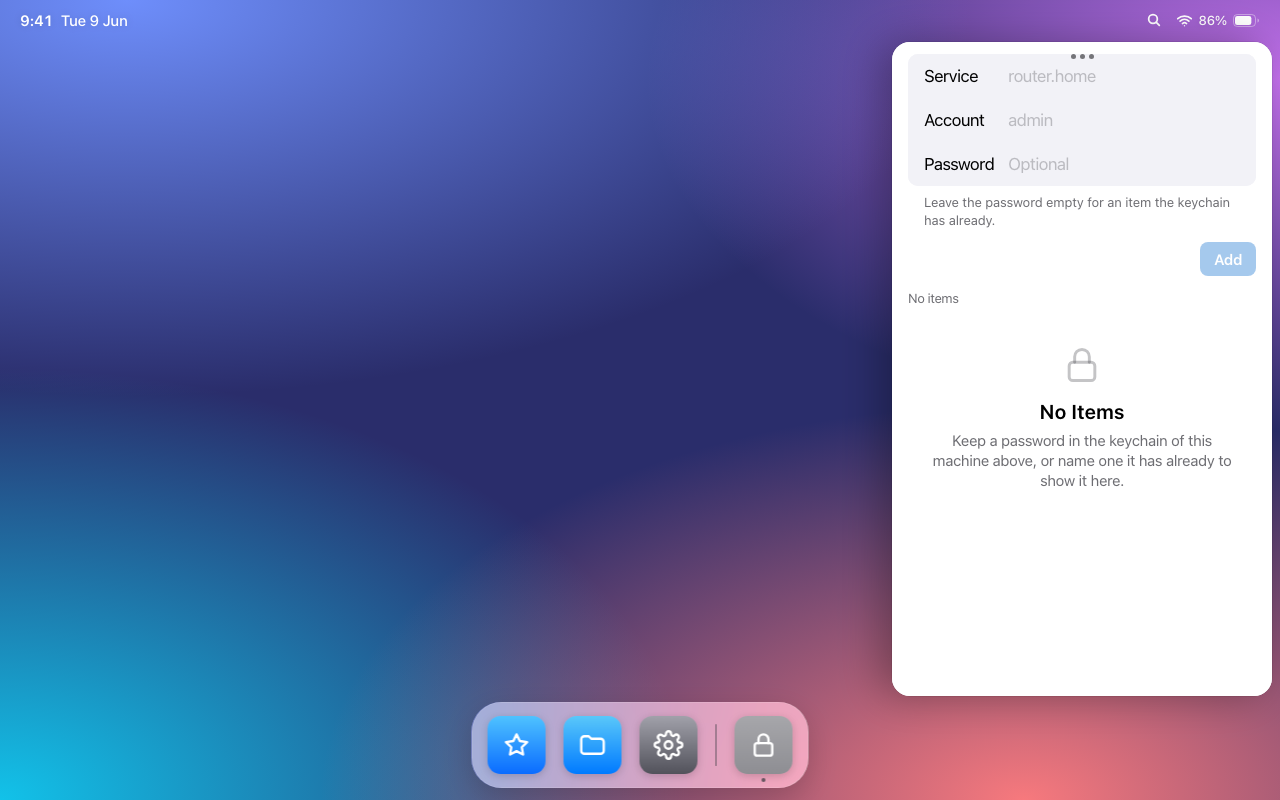 9:41 Tue 9 Jun
86%
Service router.home
Account admin
Password Optional
Leave the password empty for an item the keychain
has already.
Add
No items
No Items
Keep a password in the keychain of this
machine above, or name one it has already to
show it here.